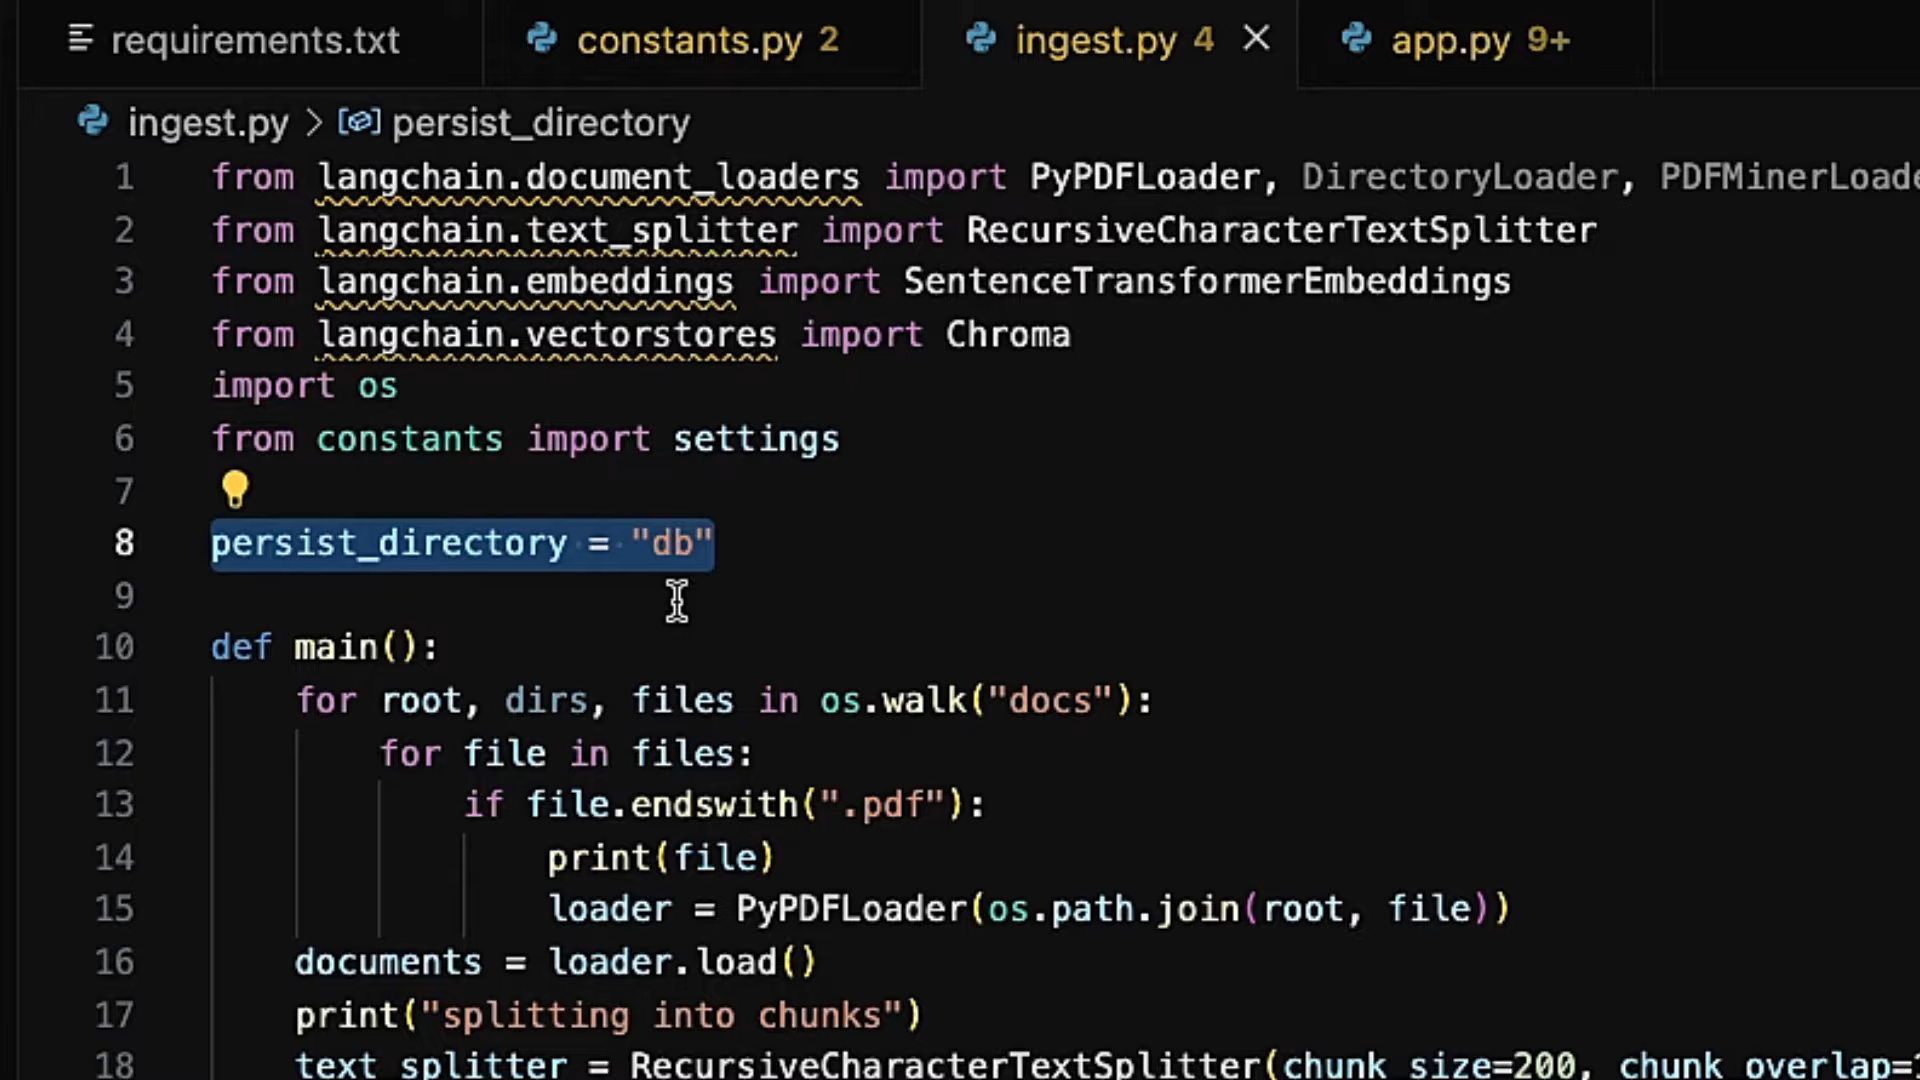 requirements.txt constants.py 2 ingest.py 4 app.py 9+
ingest.py > persist_directory
1 from langchain.document_loaders import PyPDFLoader, DirectoryLoader, PDFMinerLoade
2 from langchain.text_splitter import RecursiveCharacterTextSplitter
3 from langchain.embeddings import SentenceTransformerEmbeddings
4 from langchain.vectorstores import Chroma
5 import os
6 from constants import settings
7
8 persist_directory = "db"
9
10 def main():
11 for root, dirs, files in os.walk("docs"):
12 for file in files:
13 if file.endswith(".pdf"):
14 print(file)
15 loader = PyPDFLoader(os.path.join(root, file))
16 documents = loader.load()
17 print("splitting into chunks")
18 text_splitter = RecursiveCharacterTextSplitter(chunk_size=200, chunk_overlap=